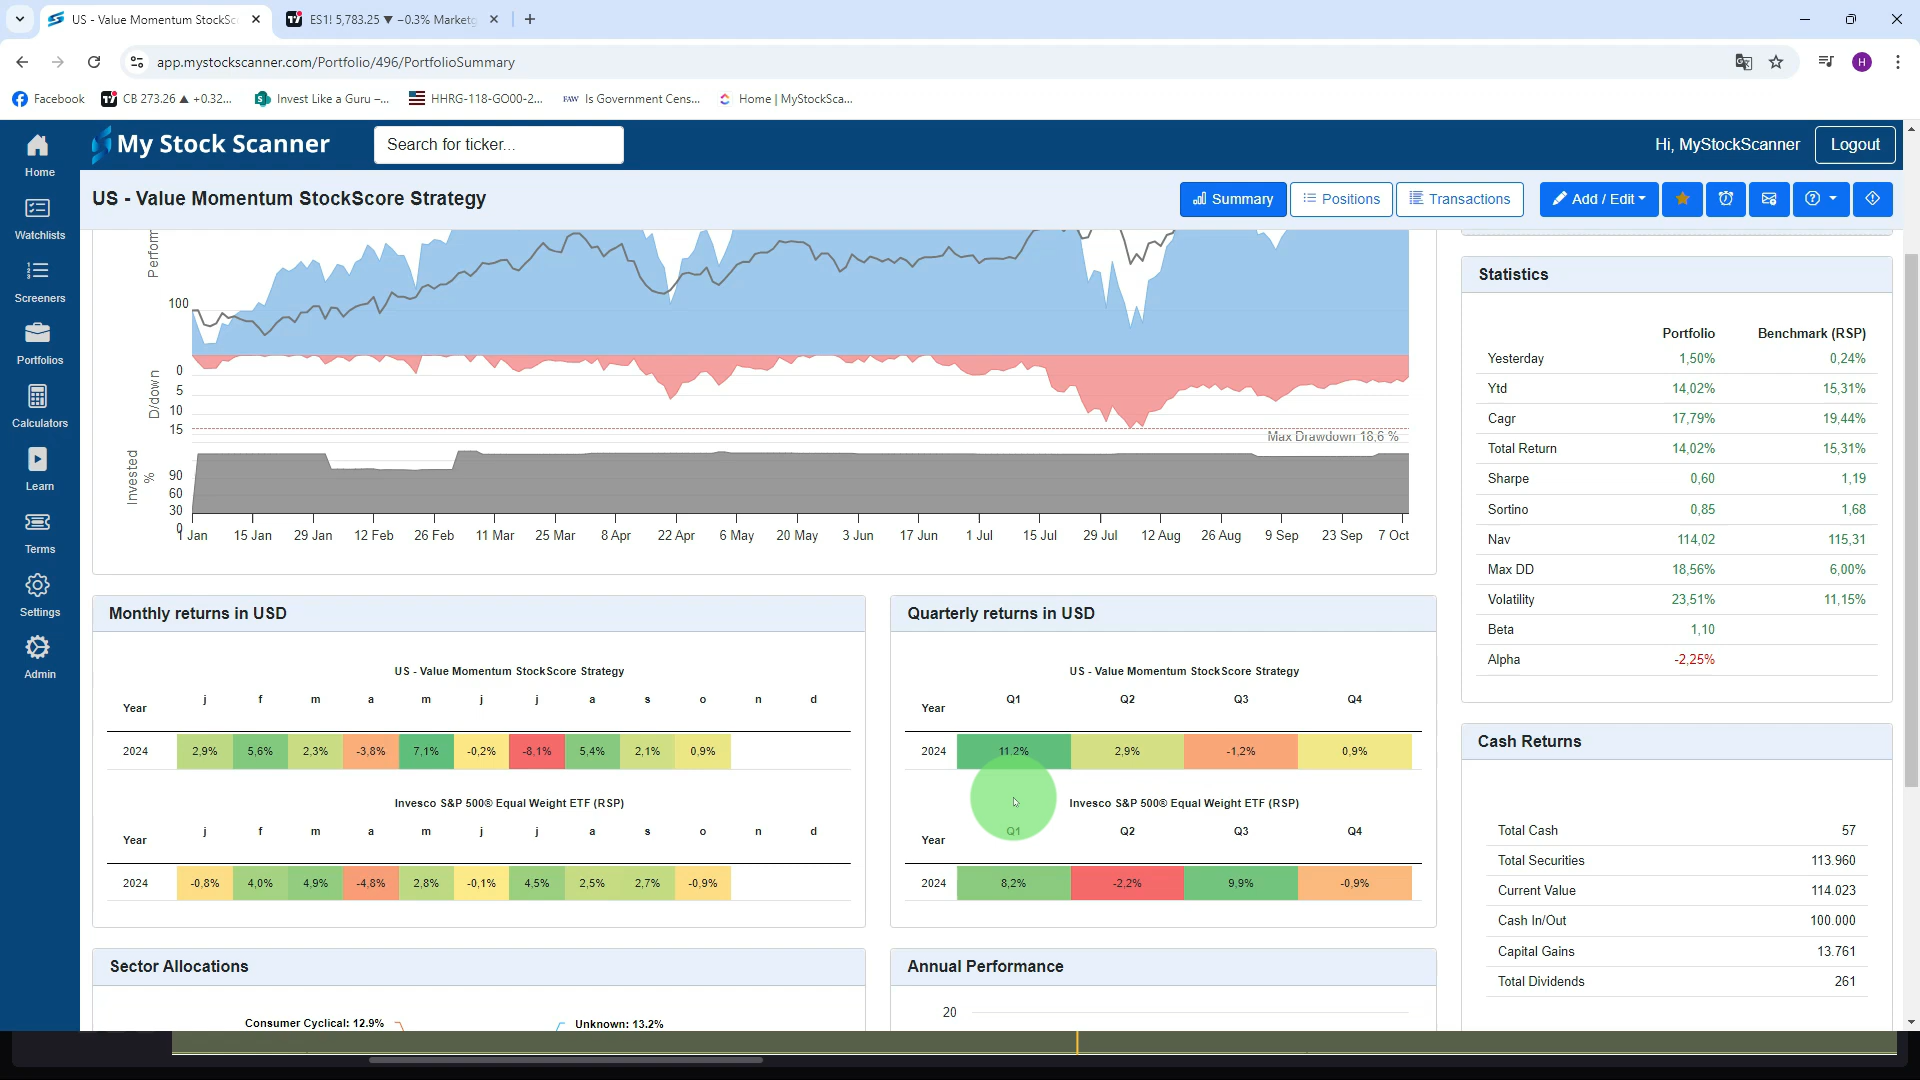 US - Value Momentum StockSc
ES1! 5,783.25 ▼ −0.3% Marketg
app.mystockscanner.com/Portfolio/496/PortfolioSummary
H
Facebook
CB 273.26 ▲ +0.32...
Invest Like a Guru –...
HHRG-118-GO00-2...
FAW Is Government Cens...
Home | MyStockSca...
My Stock Scanner
Search for ticker...
Hi, MyStockScanner
Logout
Home
Watchlists
Screeners
Portfolios
Calculators
Learn
Terms
Settings
Admin
US - Value Momentum StockScore Strategy
Summary
Positions
Transactions
Add / Edit
Perform
100
D/down
0
5
10
15
Max Drawdown 18,6 %
Invested
%
90
60
30
0
1 Jan 15 Jan 29 Jan 12 Feb 26 Feb 11 Mar 25 Mar 8 Apr 22 Apr 6 May 20 May 3 Jun 17 Jun 1 Jul 15 Jul 29 Jul 12 Aug 26 Aug 9 Sep 23 Sep 7 Oct
Monthly returns in USD
US - Value Momentum StockScore Strategy
Year j f m a m j j a s o n d
2024 2,9% 5,6% 2,3% -3,8% 7,1% -0,2% -8,1% 5,4% 2,1% 0,9%
Invesco S&P 500® Equal Weight ETF (RSP)
Year j f m a m j j a s o n d
2024 -0,8% 4,0% 4,9% -4,8% 2,8% -0,1% 4,5% 2,5% 2,7% -0,9%
Quarterly returns in USD
US - Value Momentum StockScore Strategy
Year Q1 Q2 Q3 Q4
2024 11,2% 2,9% -1,2% 0,9%
Invesco S&P 500® Equal Weight ETF (RSP)
Year Q1 Q2 Q3 Q4
2024 8,2% -2,2% 9,9% -0,9%
Sector Allocations
Consumer Cyclical: 12.9%
Unknown: 13.2%
Annual Performance
20
Statistics
Portfolio Benchmark (RSP)
Yesterday 1,50% 0,24%
Ytd 14,02% 15,31%
Cagr 17,79% 19,44%
Total Return 14,02% 15,31%
Sharpe 0,60 1,19
Sortino 0,85 1,68
Nav 114,02 115,31
Max DD 18,56% 6,00%
Volatility 23,51% 11,15%
Beta 1,10
Alpha -2,25%
Cash Returns
Total Cash 57
Total Securities 113.960
Current Value 114.023
Cash In/Out 100.000
Capital Gains 13.761
Total Dividends 261